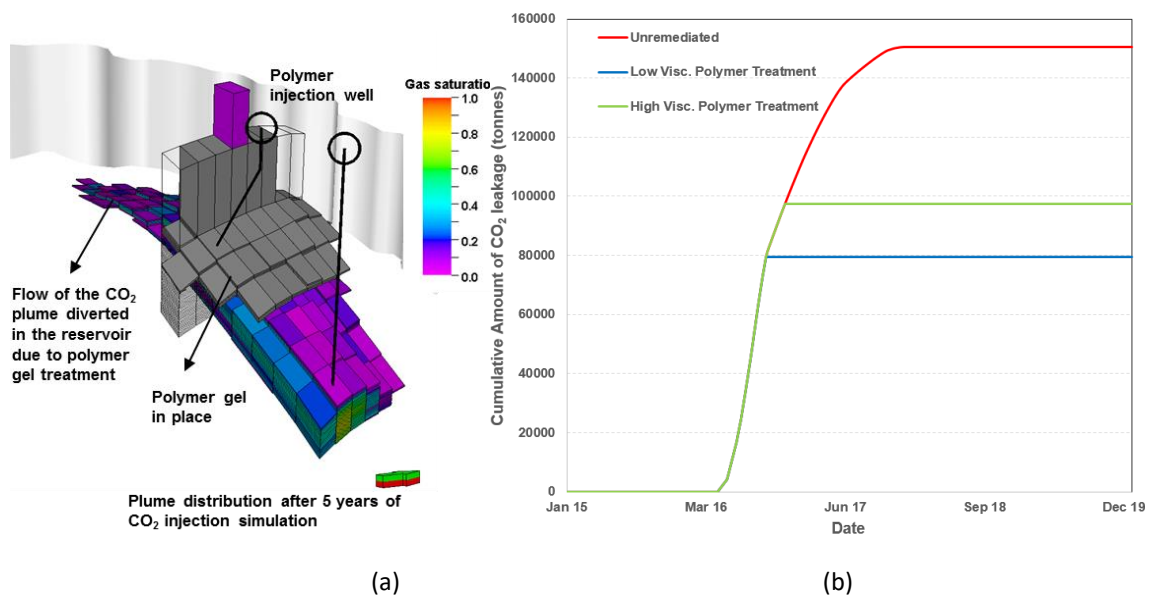 Polymer
injection well
Gas saturatio
1.0
0.8
0.6
0.4
0.2
0.0
Flow of the CO2
plume diverted
in the reservoir
due to polymer
gel treatment
Polymer gel
in place
Plume distribution after 5 years of
CO2 injection simulation
(a)
Cumulative Amount of CO2 leakage (tonnes)
160000
140000
120000
100000
80000
60000
40000
20000
0
Unremediated
Low Visc. Polymer Treatment
High Visc. Polymer Treatment
Jan 15
Mar 16
Jun 17
Sep 18
Dec 19
Date
(b)